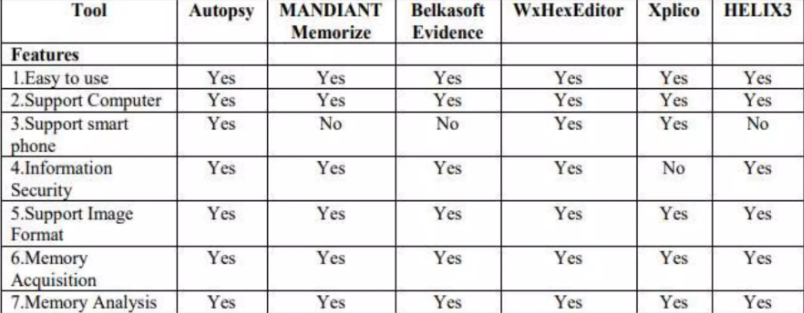 Tool Autopsy MANDIANT Memorize Belkasoft Evidence WxHexEditor Xplico HELIX3
Features
1.Easy to use Yes Yes Yes Yes Yes Yes
2.Support Computer Yes Yes Yes Yes Yes Yes
3.Support smart phone Yes No No Yes Yes No
4.Information Security Yes Yes Yes Yes No Yes
5.Support Image Format Yes Yes Yes Yes Yes Yes
6.Memory Acquisition Yes Yes Yes Yes Yes Yes
7.Memory Analysis Yes Yes Yes Yes Yes Yes